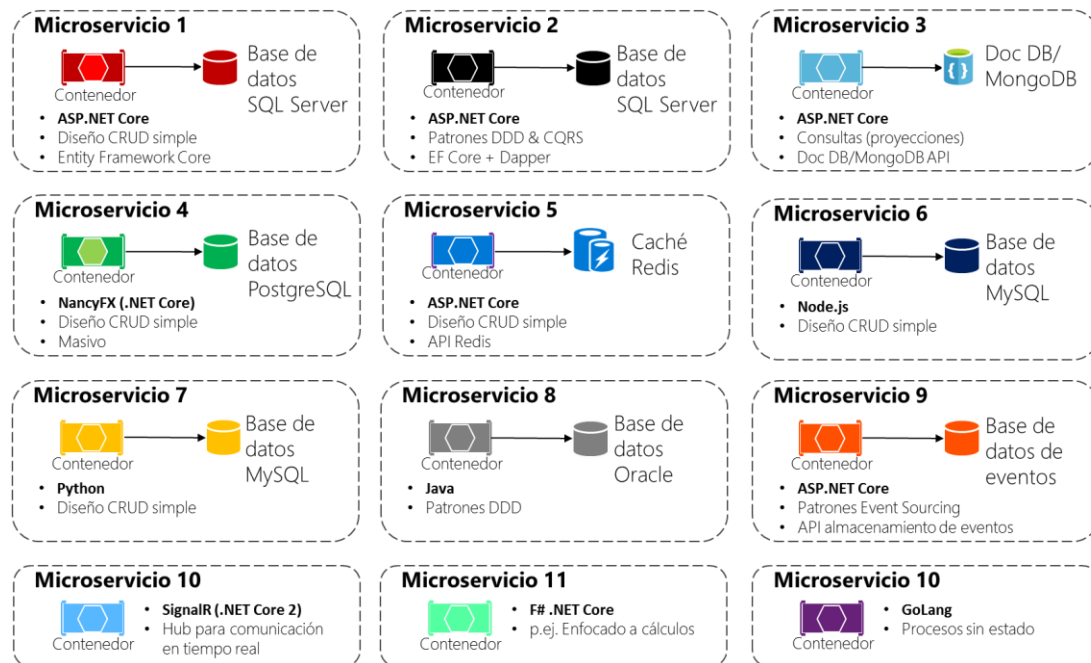 Microservicio 1
Contenedor
Base de
datos
SQL Server
• ASP.NET Core
• Diseño CRUD simple
• Entity Framework Core
Microservicio 2
Contenedor
Base de
datos
SQL Server
• ASP.NET Core
• Patrones DDD & CQRS
• EF Core + Dapper
Microservicio 3
Contenedor
Doc DB/
MongoDB
• ASP.NET Core
• Consultas (proyecciones)
• Doc DB/MongoDB API
Microservicio 4
Contenedor
Base de
datos
PostgreSQL
• NancyFX (.NET Core)
• Diseño CRUD simple
• Masivo
Microservicio 5
Contenedor
Caché
Redis
• ASP.NET Core
• Diseño CRUD simple
• API Redis
Microservicio 6
Contenedor
Base de
datos
MySQL
• Node.js
• Diseño CRUD simple
Microservicio 7
Contenedor
Base de
datos
MySQL
• Python
• Diseño CRUD simple
Microservicio 8
Contenedor
Base de
datos
Oracle
• Java
• Patrones DDD
Microservicio 9
Contenedor
Base de
datos de
eventos
• ASP.NET Core
• Patrones Event Sourcing
• API almacenamiento de eventos
Microservicio 10
Contenedor
• SignalR (.NET Core 2)
• Hub para comunicación
en tiempo real
Microservicio 11
Contenedor
• F# .NET Core
• p.ej. Enfocado a cálculos
Microservicio 10
Contenedor
• GoLang
• Procesos sin estado